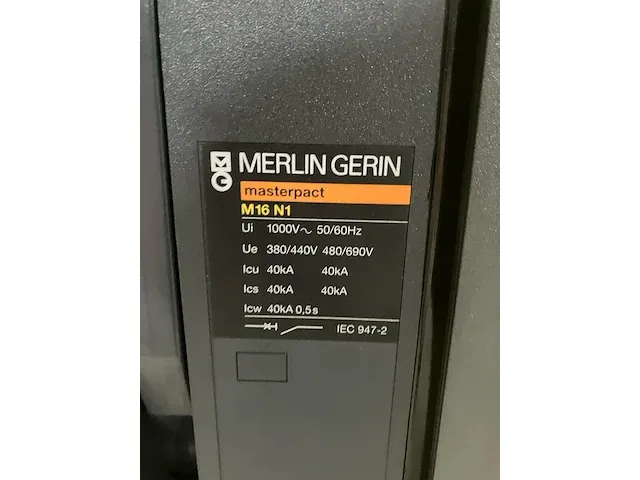 MG MERLIN GERIN
masterpact
M16 N1
Ui 1000V~ 50/60Hz
Ue 380/440V 480/690V
Icu 40kA 40kA
Ics 40kA 40kA
Icw 40kA 0,5s
IEC 947-2